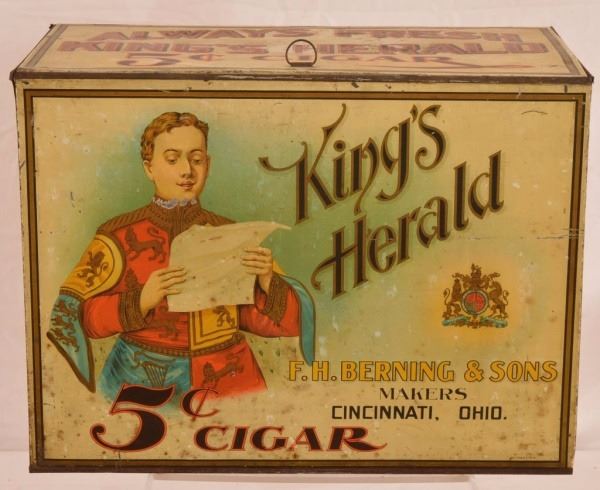 ALWAYS FRESH
KING'S HERALD
5¢ CIGAR
King's
Herald
F.H. BERNING & SONS
MAKERS
CINCINNATI, OHIO.
5¢ CIGAR